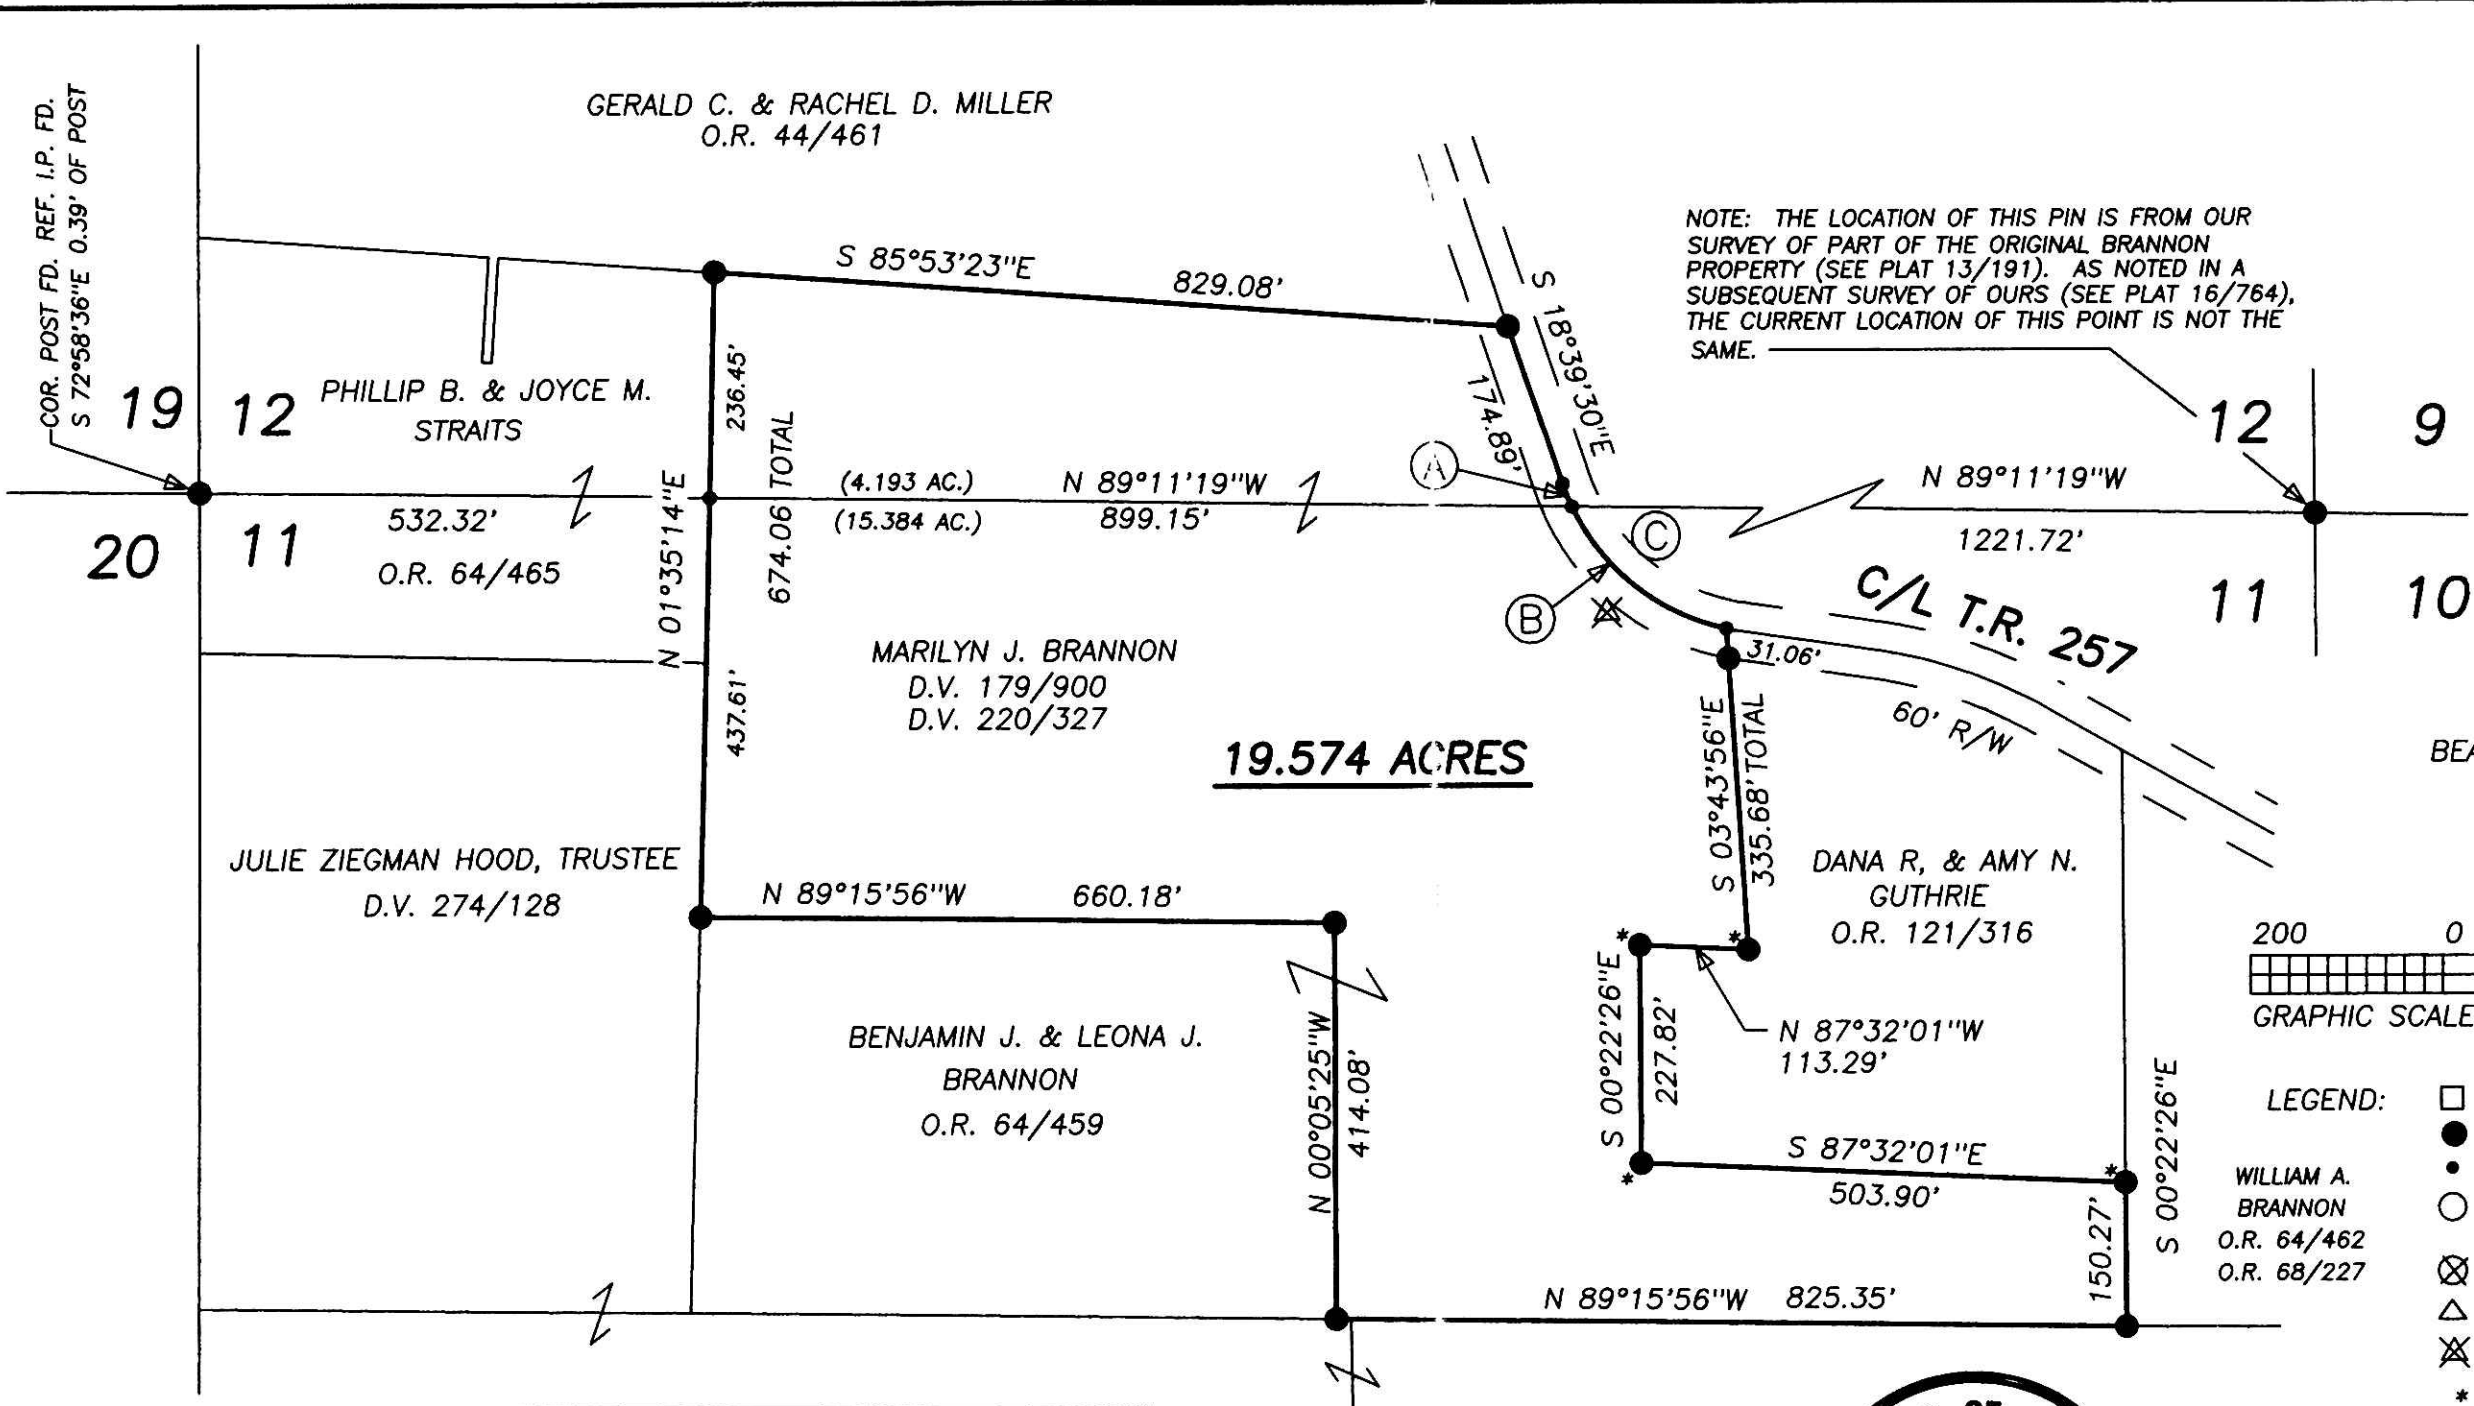 GERALD C. & RACHEL D. MILLER
O.R. 44/461
COR. POST FD. REF. I.P. FD.
S 72°58'36"E 0.39' OF POST
NOTE: THE LOCATION OF THIS PIN IS FROM OUR
SURVEY OF PART OF THE ORIGINAL BRANNON
PROPERTY (SEE PLAT 13/191). AS NOTED IN A
SUBSEQUENT SURVEY OF OURS (SEE PLAT 16/764),
THE CURRENT LOCATION OF THIS POINT IS NOT THE
SAME.
S 85°53'23"E 829.08'
S 18°39'30"E
174.89'
19 12
PHILLIP B. & JOYCE M.
STRAITS
236.45'
674.06 TOTAL
N 01°35'14"E
12 9
A
(4.193 AC.) N 89°11'19"W
(15.384 AC.) 899.15'
N 89°11'19"W
1221.72'
532.32'
20 11
O.R. 64/465
C
B
11 10
C/L T.R. 257
31.06'
60' R/W
MARILYN J. BRANNON
D.V. 179/900
D.V. 220/327
437.61'
19.574 ACRES
S 03°43'56"E
335.68' TOTAL
BEA
JULIE ZIEGMAN HOOD, TRUSTEE
D.V. 274/128
N 89°15'56"W 660.18'
DANA R, & AMY N.
GUTHRIE
O.R. 121/316
* *
200 0
GRAPHIC SCALE
S 00°22'26"E
227.82'
N 87°32'01"W
113.29'
BENJAMIN J. & LEONA J.
BRANNON
O.R. 64/459
N 00°05'25"W
414.08'
S 87°32'01"E
503.90'
* *
S 00°22'26"E
150.27'
LEGEND:
WILLIAM A.
BRANNON
O.R. 64/462
O.R. 68/227
*
N 89°15'56"W 825.35'